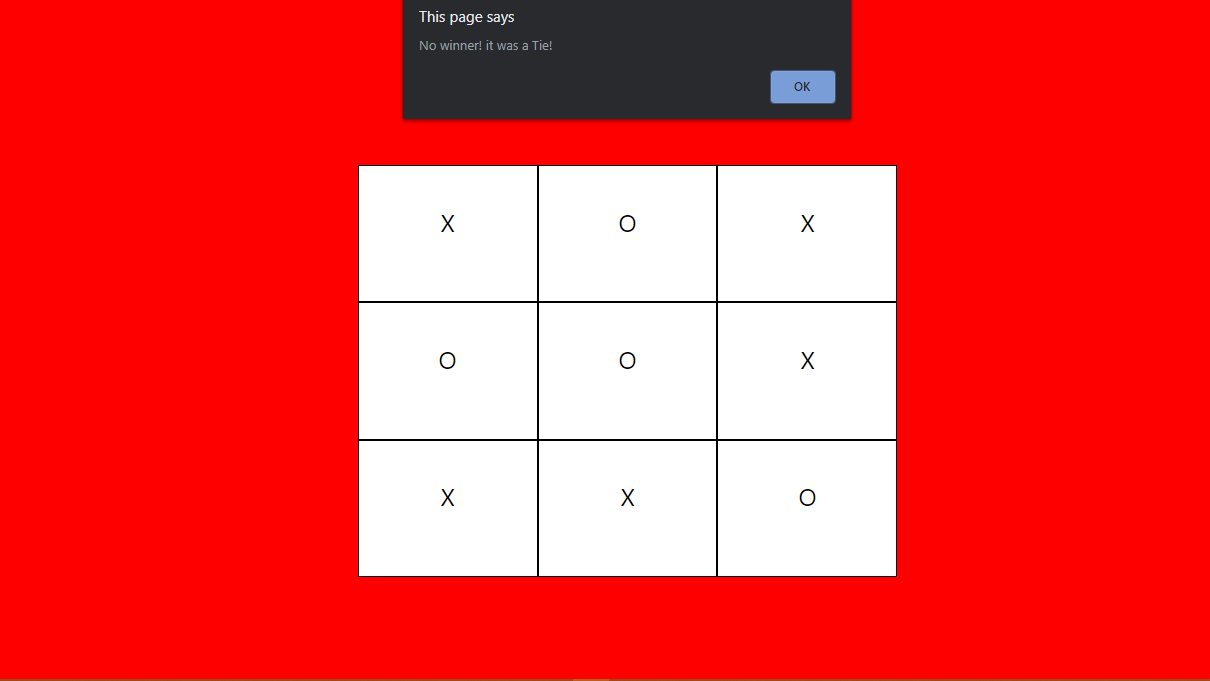 This page says
No winner! it was a Tie!
OK
X O X
O O X
X X O